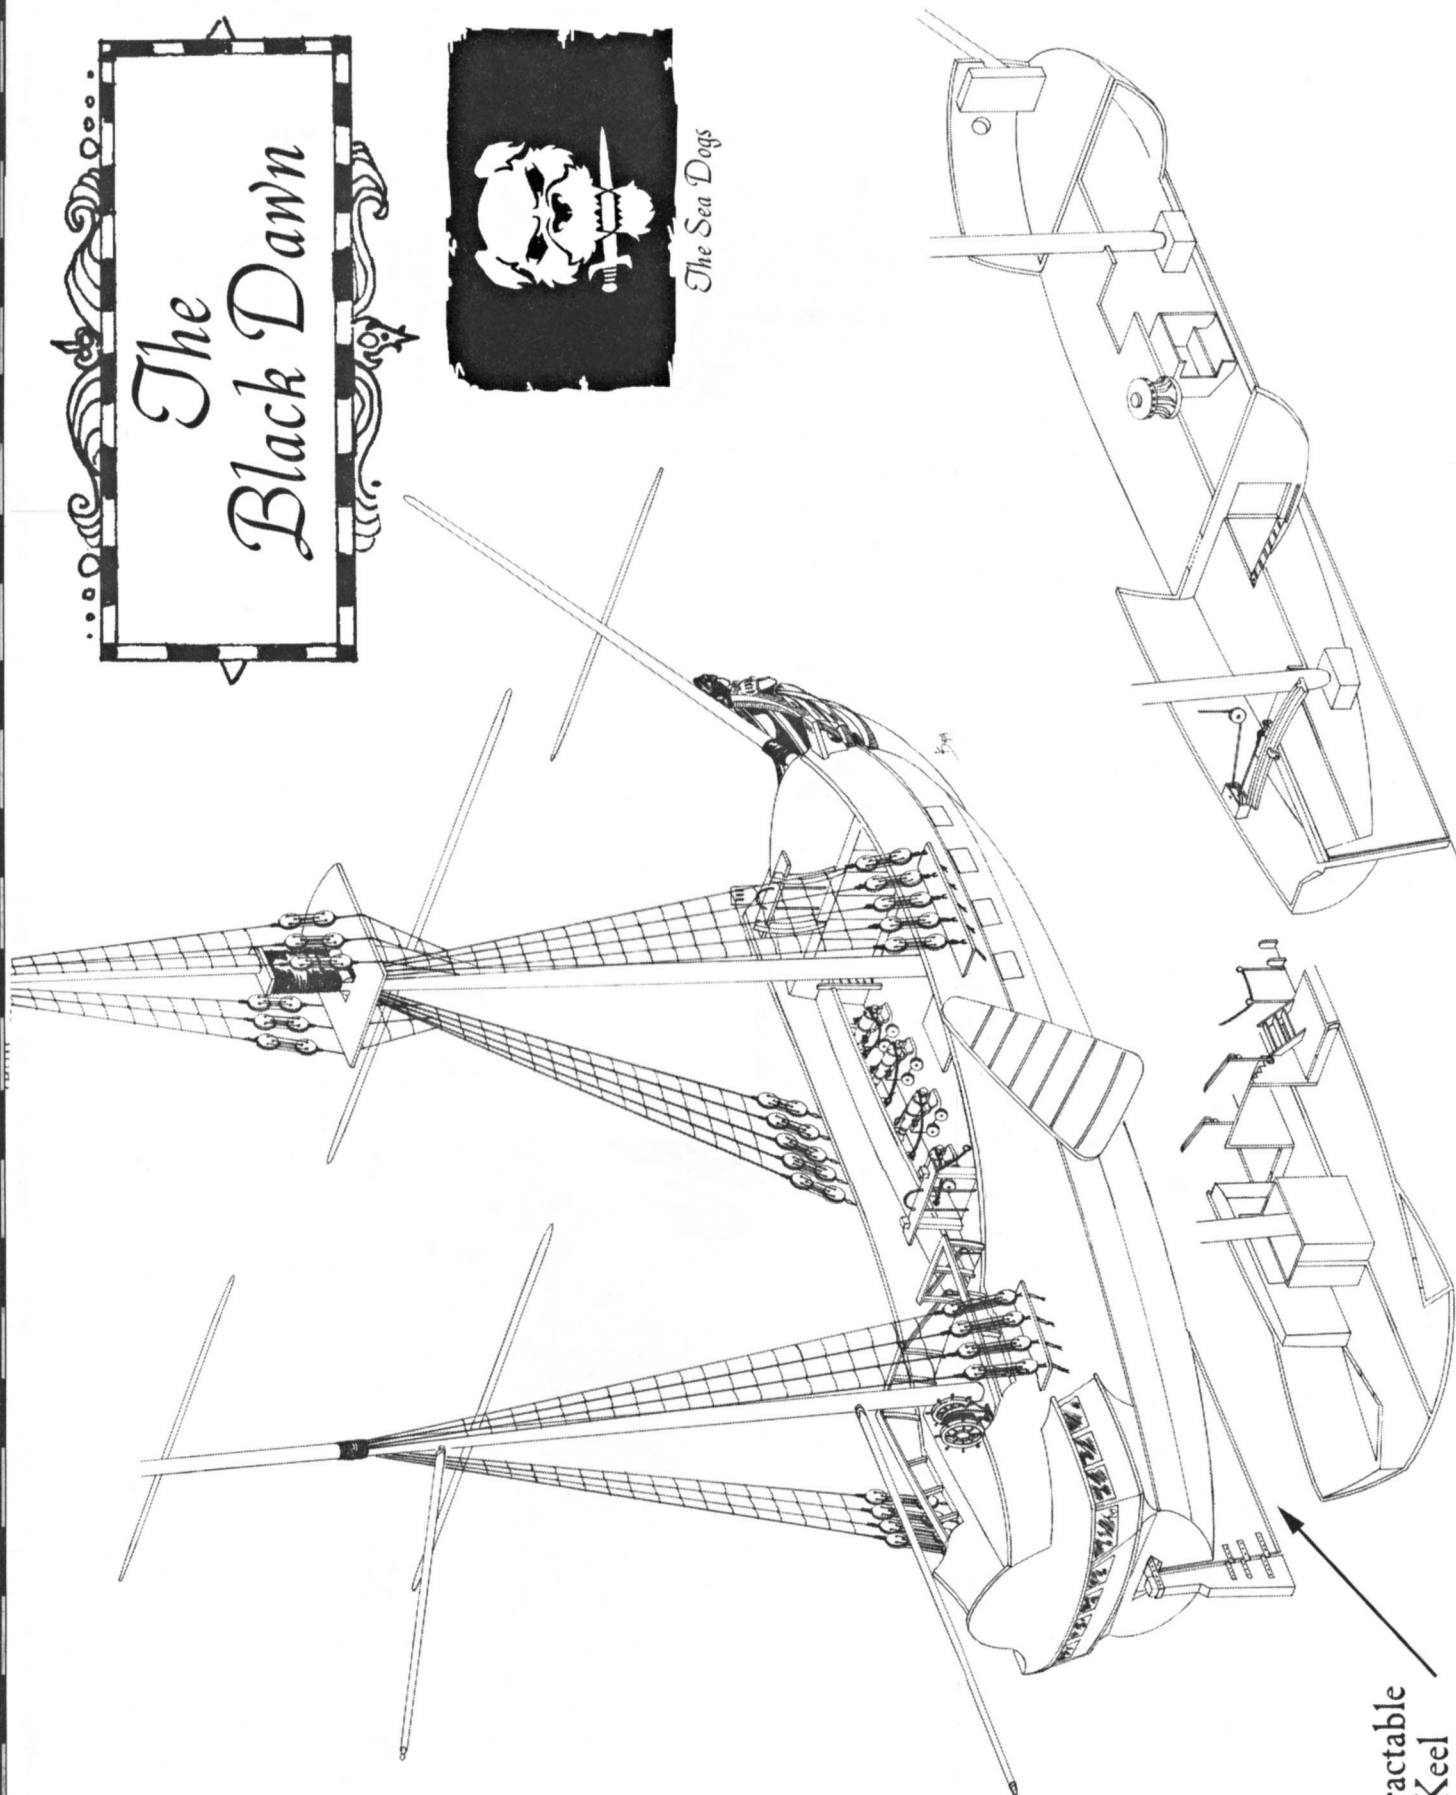 The
Black Dawn
The Sea Dogs
ractable
Keel